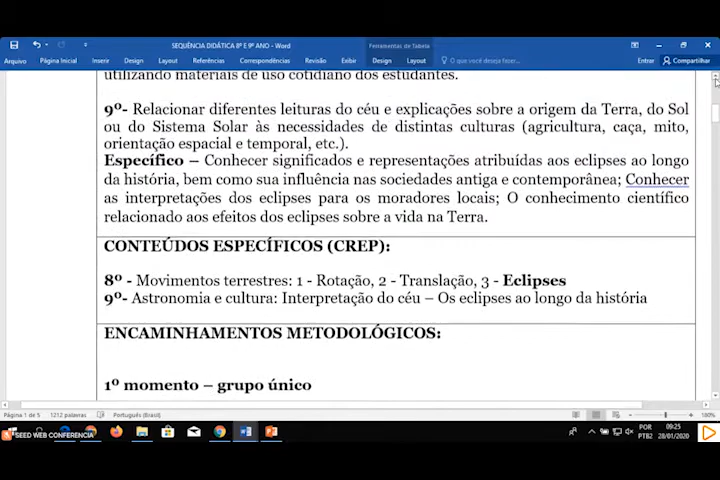 SEQUÊNCIA DIDÁTICA 8º E 9º ANO - Word
Ferramentas de Tabela
Arquivo Página Inicial Inserir Design Layout Referências Correspondências Revisão Exibir Design Layout O que você deseja fazer... Entrar Compartilhar
utilizando materiais de uso cotidiano dos estudantes.
9º- Relacionar diferentes leituras do céu e explicações sobre a origem da Terra, do Sol
ou do Sistema Solar às necessidades de distintas culturas (agricultura, caça, mito,
orientação espacial e temporal, etc.).
Específico – Conhecer significados e representações atribuídas aos eclipses ao longo
da história, bem como sua influência nas sociedades antiga e contemporânea; Conhecer
as interpretações dos eclipses para os moradores locais; O conhecimento científico
relacionado aos efeitos dos eclipses sobre a vida na Terra.
CONTEÚDOS ESPECÍFICOS (CREP):
8º - Movimentos terrestres: 1 - Rotação, 2 - Translação, 3 - Eclipses
9º- Astronomia e cultura: Interpretação do céu – Os eclipses ao longo da história
ENCAMINHAMENTOS METODOLÓGICOS:
1º momento – grupo único
Página 1 de 5 1212 palavras Português (Brasil) 180%
SEED WEB CONFERENCIA
POR 09:25
PTB2 28/01/2020